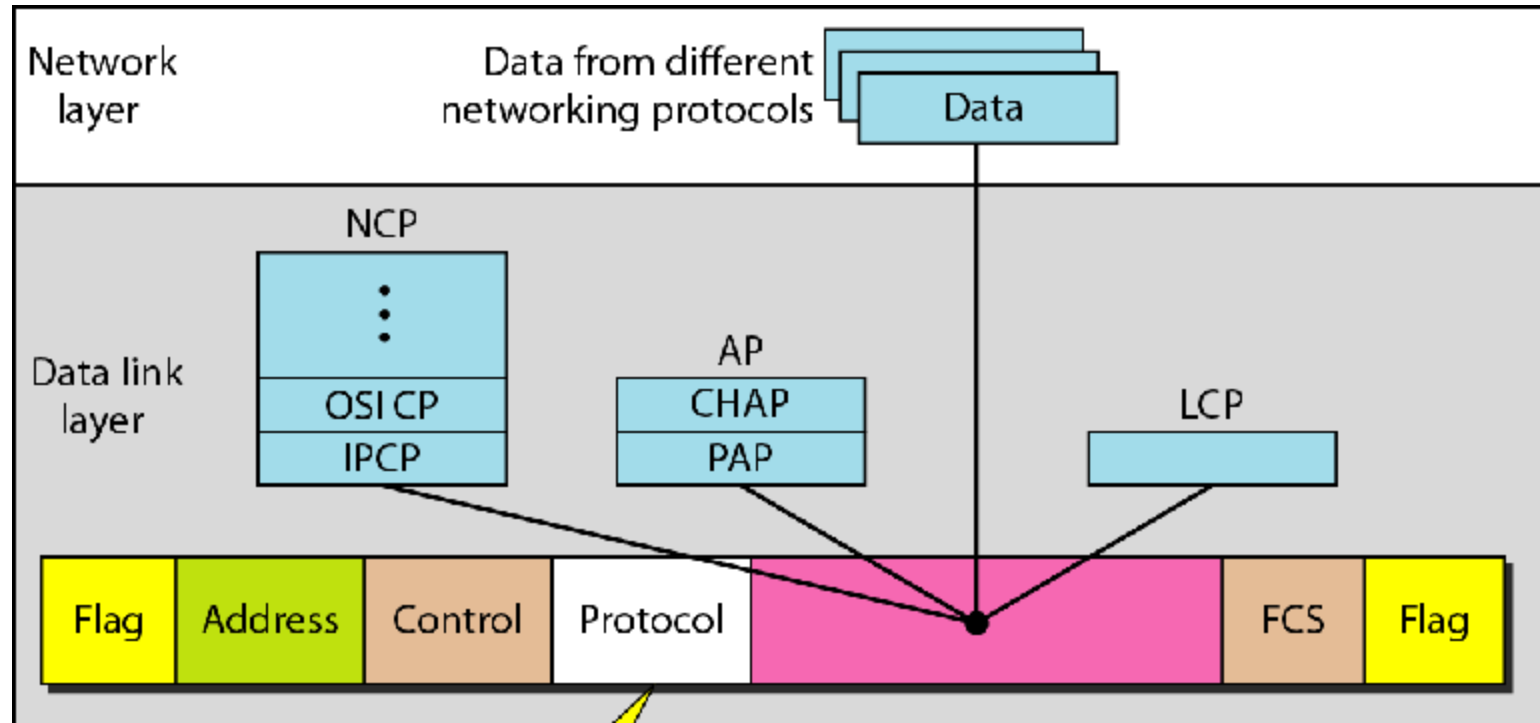 Network
layer
Data from different
networking protocols
Data
NCP
OSI CP
IPCP
Data link
layer
AP
CHAP
PAP
LCP
Flag
Address
Control
Protocol
FCS
Flag